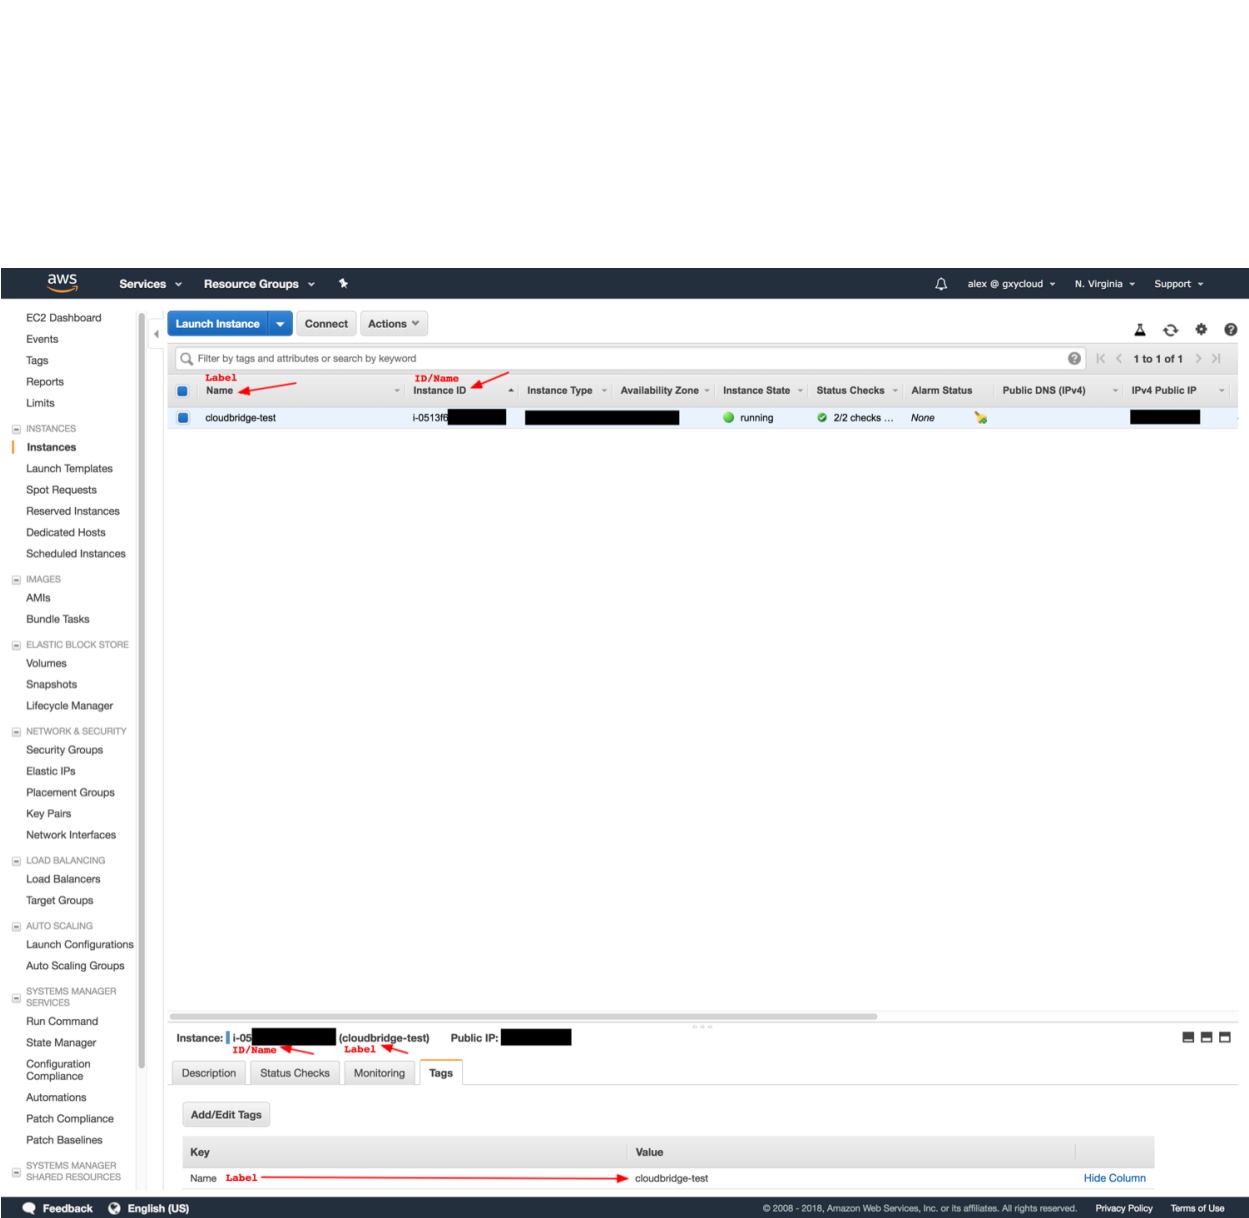 aws Services Resource Groups alex @ gxycloud N. Virginia Support
EC2 Dashboard
Events
Tags
Reports
Limits
INSTANCES
Instances
Launch Templates
Spot Requests
Reserved Instances
Dedicated Hosts
Scheduled Instances
IMAGES
AMIs
Bundle Tasks
ELASTIC BLOCK STORE
Volumes
Snapshots
Lifecycle Manager
NETWORK & SECURITY
Security Groups
Elastic IPs
Placement Groups
Key Pairs
Network Interfaces
LOAD BALANCING
Load Balancers
Target Groups
AUTO SCALING
Launch Configurations
Auto Scaling Groups
SYSTEMS MANAGER
SERVICES
Run Command
State Manager
Configuration
Compliance
Automations
Patch Compliance
Patch Baselines
SYSTEMS MANAGER
SHARED RESOURCES
Launch Instance Connect Actions
Filter by tags and attributes or search by keyword 1 to 1 of 1
Label ID/Name
Name Instance ID Instance Type Availability Zone Instance State Status Checks Alarm Status Public DNS (IPv4) IPv4 Public IP
cloudbridge-test i-0513f6 running 2/2 checks ... None
Instance: i-05 (cloudbridge-test) Public IP:
ID/Name Label
Description Status Checks Monitoring Tags
Add/Edit Tags
Key Value
Name Label cloudbridge-test Hide Column
Feedback English (US) © 2008 - 2018, Amazon Web Services, Inc. or its affiliates. All rights reserved. Privacy Policy Terms of Use